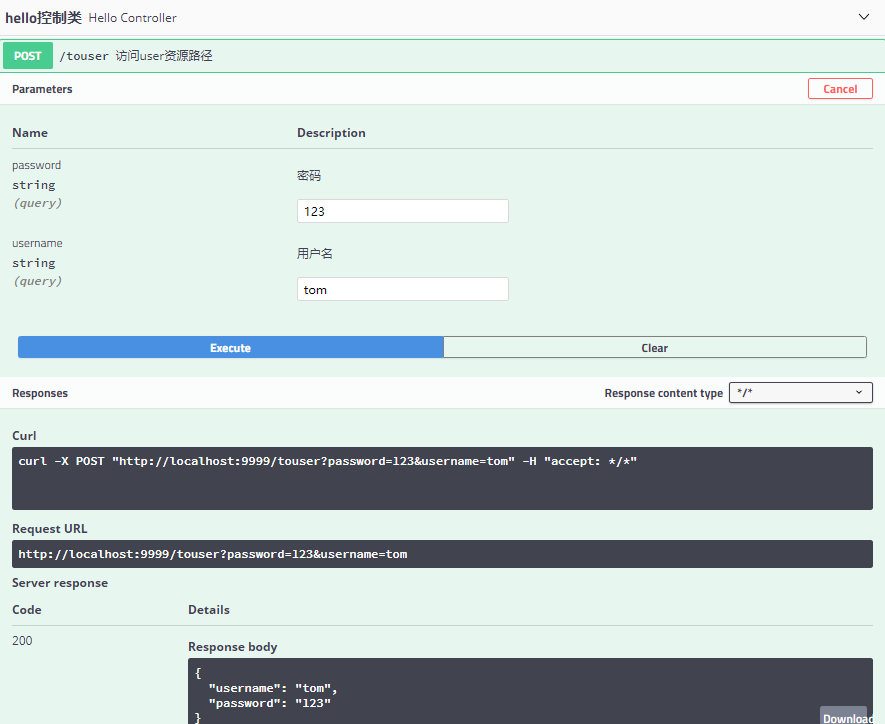 hello控制类 Hello Controller
POST /touser 访问user资源路径
Parameters Cancel
Name Description
password 密码
string
(query)
123
username 用户名
string
(query)
tom
Execute Clear
Responses Response content type */*
Curl
curl -X POST "http://localhost:9999/touser?password=123&username=tom" -H "accept: */*"
Request URL
http://localhost:9999/touser?password=123&username=tom
Server response
Code Details
200
Response body
{
"username": "tom",
"password": "123"
}
Download